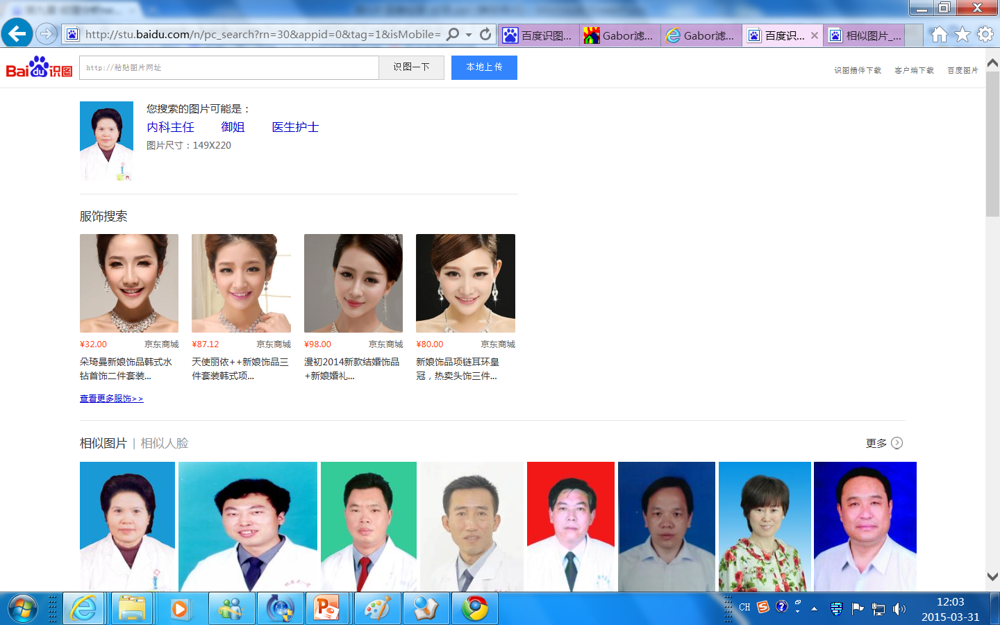 http://stu.baidu.com/n/pc_search?rn=30&appid=0&tag=1&isMobile=
百度识图...
Gabor滤...
Gabor滤...
百度识...
相似图片_...
Bai du 识图
http://粘贴图片网址
识图一下
本地上传
识图插件下载 客户端下载 百度图片
您搜索的图片可能是：
内科主任 御姐 医生护士
图片尺寸：149X220
服饰搜索
¥32.00 京东商城
朵琦曼新娘饰品韩式水
钻首饰二件套装...
¥87.12 京东商城
天使丽依++新娘饰品三
件套装韩式项...
¥98.00 京东商城
漫初2014新款结婚饰品
+新娘婚礼...
¥80.00 京东商城
新娘饰品项链耳环皇
冠，热卖头饰三件...
查看更多服饰>>
相似图片 | 相似人脸
更多
CH
12:03
2015-03-31